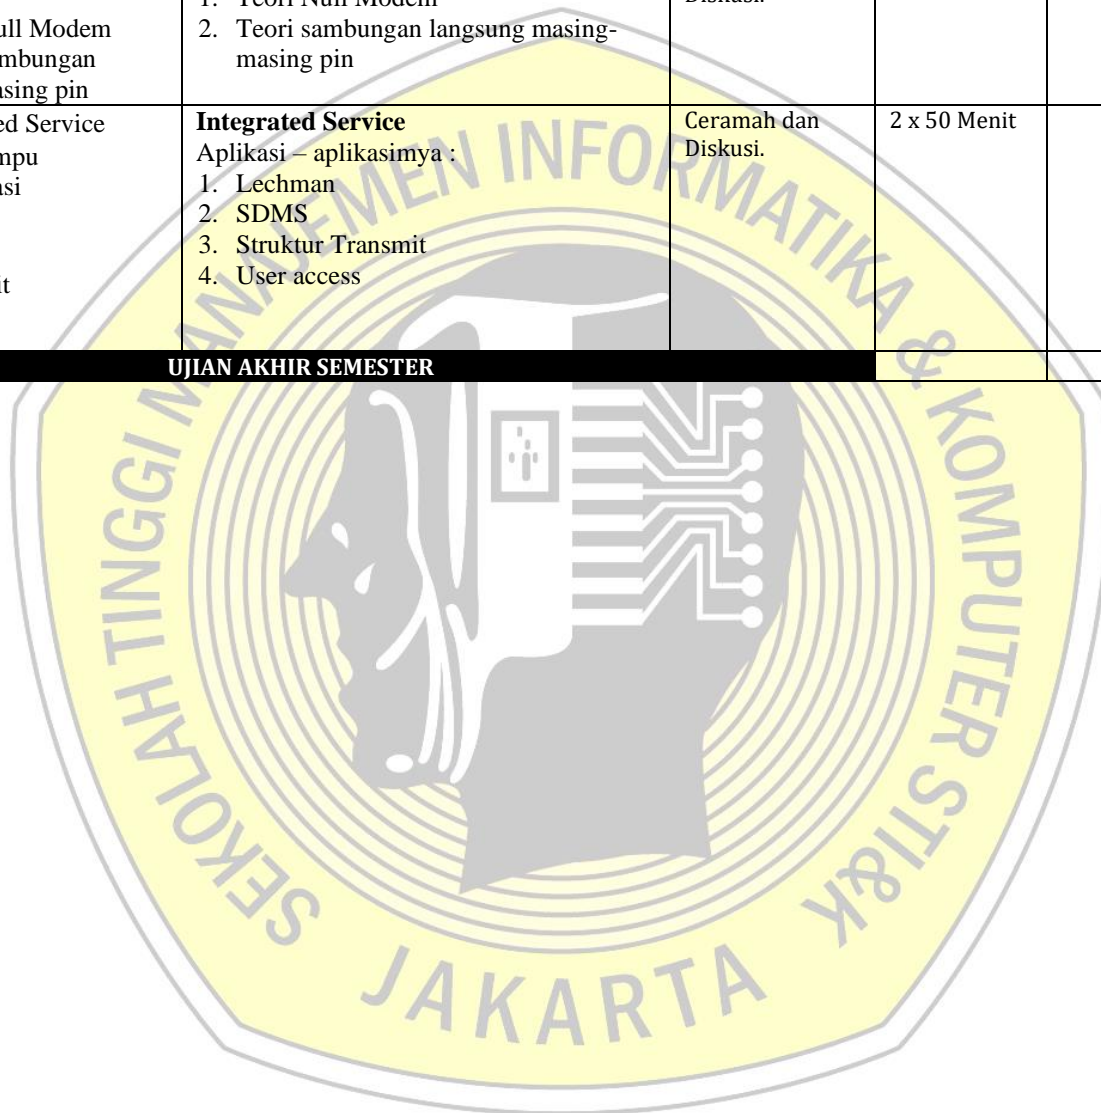 1. Teori Null Modem
Diskusi.
ull Modem
2. Teori sambungan langsung masing-
mbungan
masing pin
asing pin
ed Service
Integrated Service
Ceramah dan
2 x 50 Menit
mpu
Aplikasi – aplikasimya :
Diskusi.
asi
1. Lechman
2. SDMS
3. Struktur Transmit
it
4. User access
UJIAN AKHIR SEMESTER
SEKOLAH TINGGI MANAJEMEN INFORMATIKA & KOMPUTER STI&K
JAKARTA